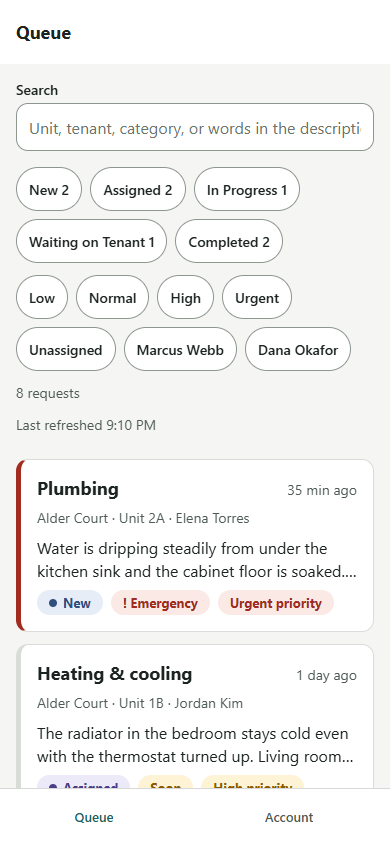 Queue
Search
Unit, tenant, category, or words in the descripti
New 2
Assigned 2
In Progress 1
Waiting on Tenant 1
Completed 2
Low
Normal
High
Urgent
Unassigned
Marcus Webb
Dana Okafor
8 requests
Last refreshed 9:10 PM
Plumbing
35 min ago
Alder Court · Unit 2A · Elena Torres
Water is dripping steadily from under the
kitchen sink and the cabinet floor is soaked....
New
! Emergency
Urgent priority
Heating & cooling
1 day ago
Alder Court · Unit 1B · Jordan Kim
The radiator in the bedroom stays cold even
with the thermostat turned up. Living room...
Assigned
Soon
High priority
Queue
Account